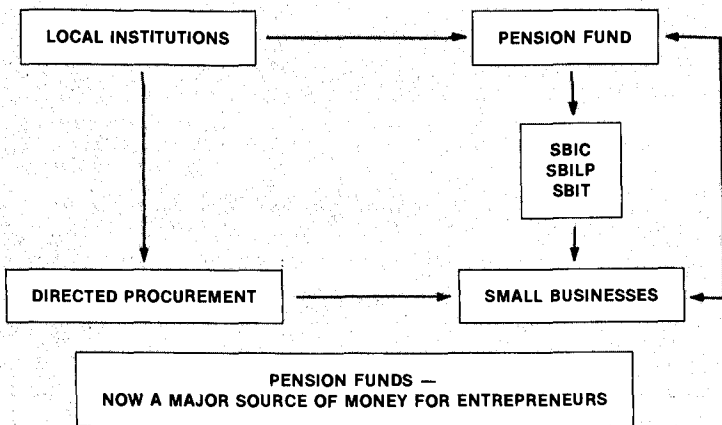 LOCAL INSTITUTIONS
PENSION FUND
SBIC
SBILP
SBIT
DIRECTED PROCUREMENT
SMALL BUSINESSES
PENSION FUNDS —
NOW A MAJOR SOURCE OF MONEY FOR ENTREPRENEURS